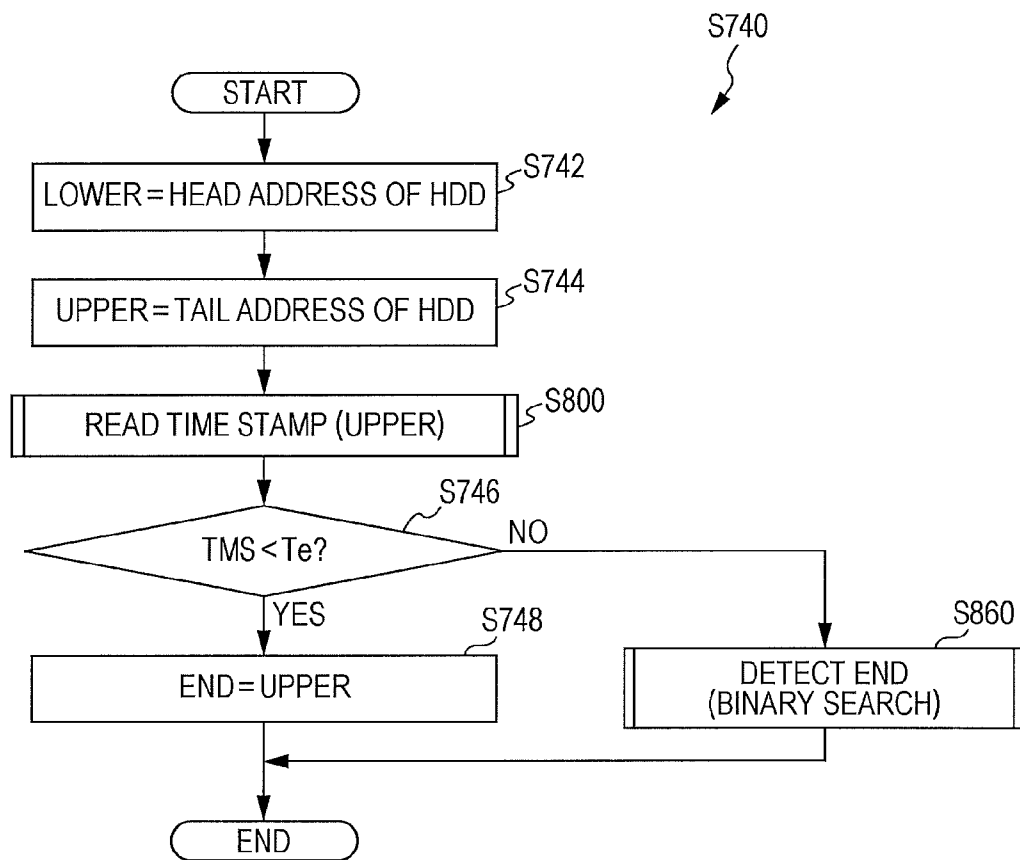 S740
START
S742
LOWER=HEAD ADDRESS OF HDD
S744
UPPER=TAIL ADDRESS OF HDD
S800
READ TIME STAMP (UPPER)
S746
TMS<Te?
NO
YES
S748
END=UPPER
S860
DETECT END
(BINARY SEARCH)
END